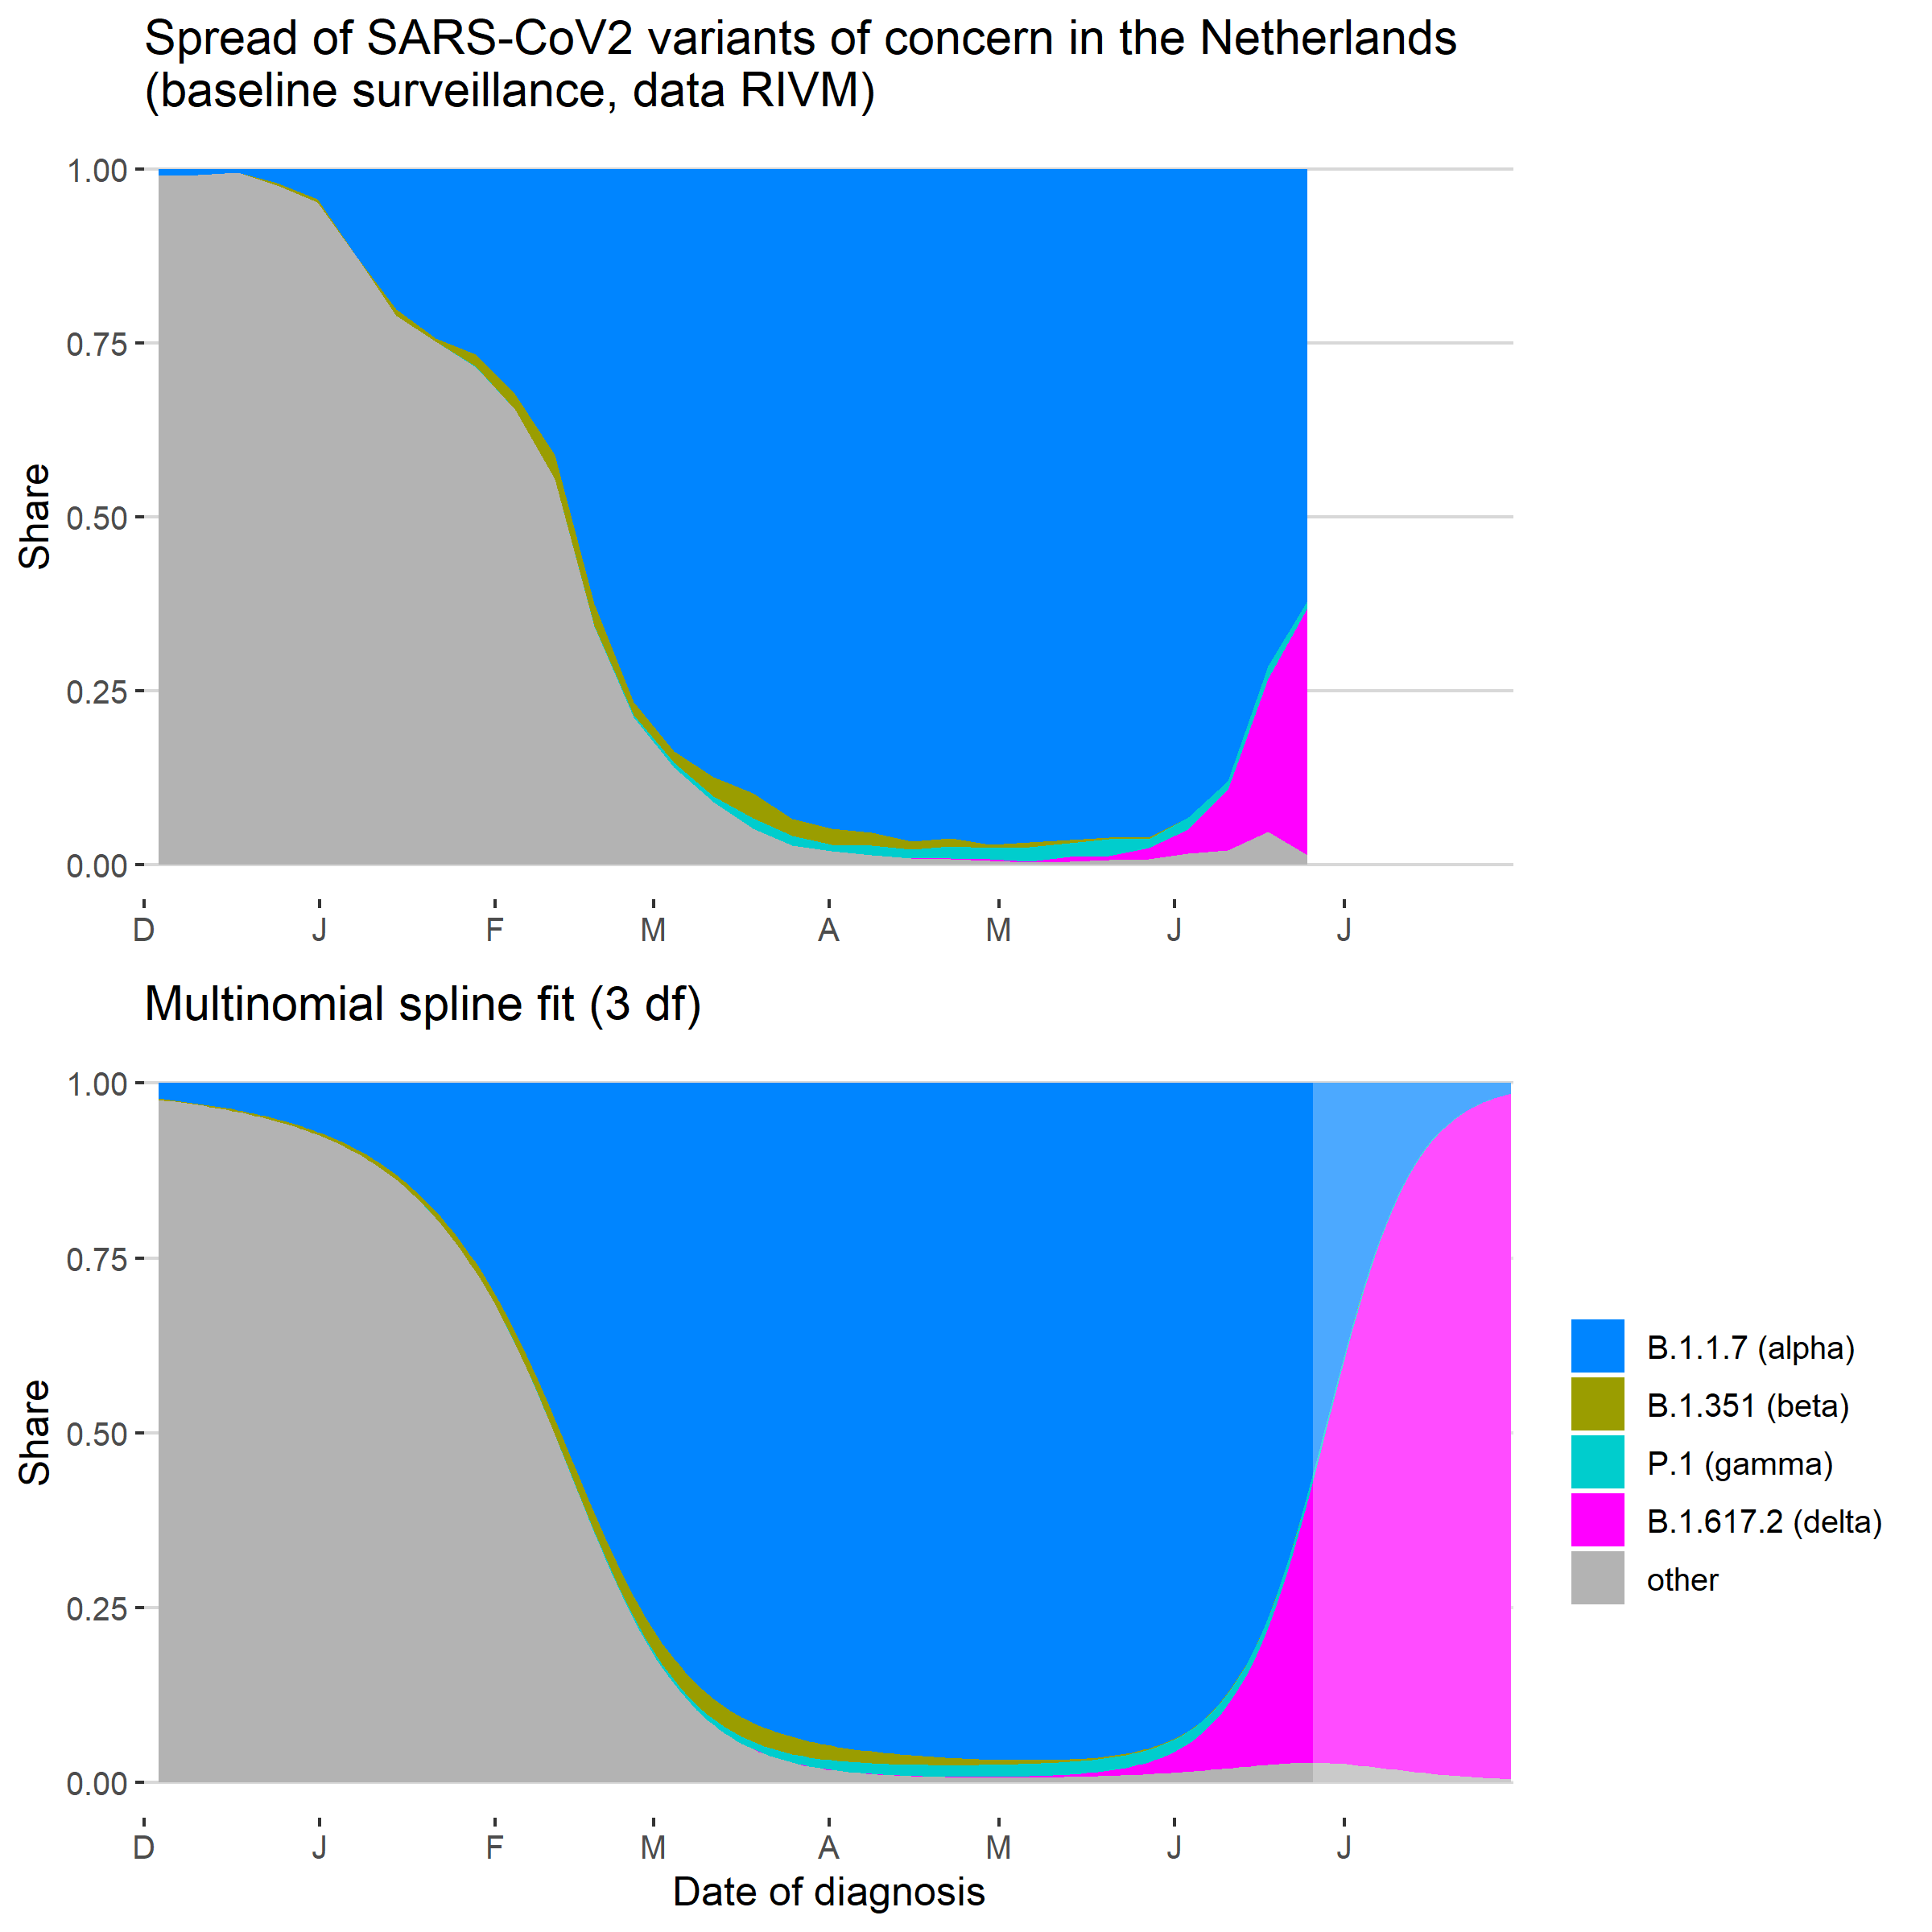 Spread of SARS-CoV2 variants of concern in the Netherlands
(baseline surveillance, data RIVM)
1.00
0.75
0.50
0.25
0.00
Share
D J F M A M J J
Multinomial spline fit (3 df)
1.00
0.75
0.50
0.25
0.00
Share
D J F M A M J J
Date of diagnosis
B.1.1.7 (alpha)
B.1.351 (beta)
P.1 (gamma)
B.1.617.2 (delta)
other